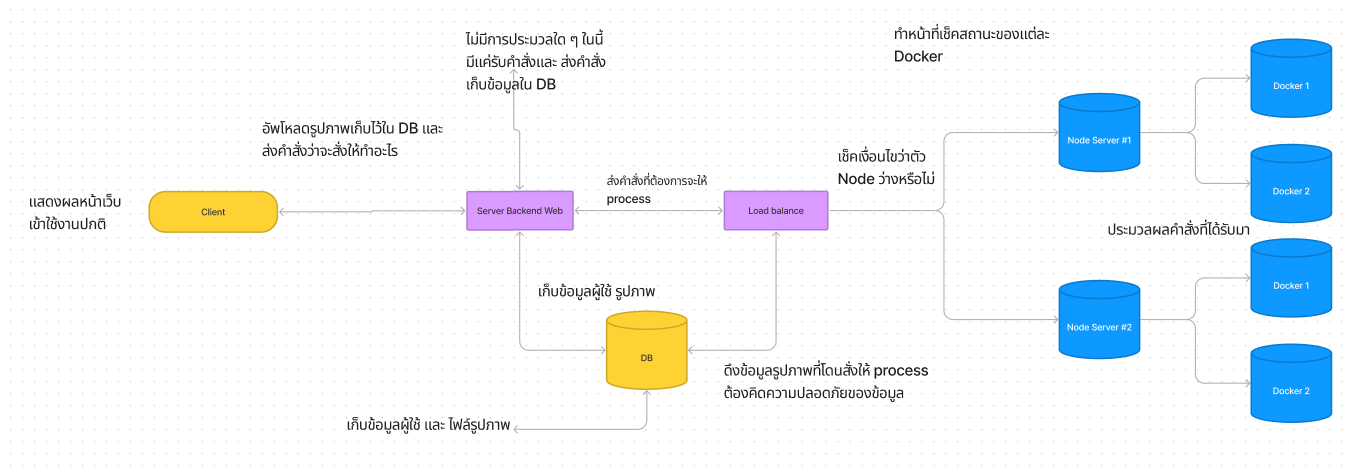 ไม่มีการประมวลใด ๆ ในนี้
มีแค่รับคำสั่งและ ส่งคำสั่ง
เก็บข้อมูลใน DB
ทำหน้าที่เช็คสถานะของแต่ละ
Docker
อัพโหลดรูปภาพเก็บไว้ใน DB และ
ส่งคำสั่งว่าจะสั่งให้ทำอะไร
เช็คเงื่อนไขว่าตัว
Node ว่างหรือไม่
แสดงผลหน้าเว็บ
เข้าใช้งานปกติ
Client
Server Backend Web
ส่งคำสั่งที่ต้องการจะให้
process
Load balance
Node Server #1
Docker 1
Docker 2
ประมวลผลคำสั่งที่ได้รับมา
Node Server #2
Docker 1
Docker 2
เก็บข้อมูลผู้ใช้ รูปภาพ
DB
ดึงข้อมูลรูปภาพที่โดนสั่งให้ process
ต้องคิดความปลอดภัยของข้อมูล
เก็บข้อมูลผู้ใช้ และ ไฟล์รูปภาพ